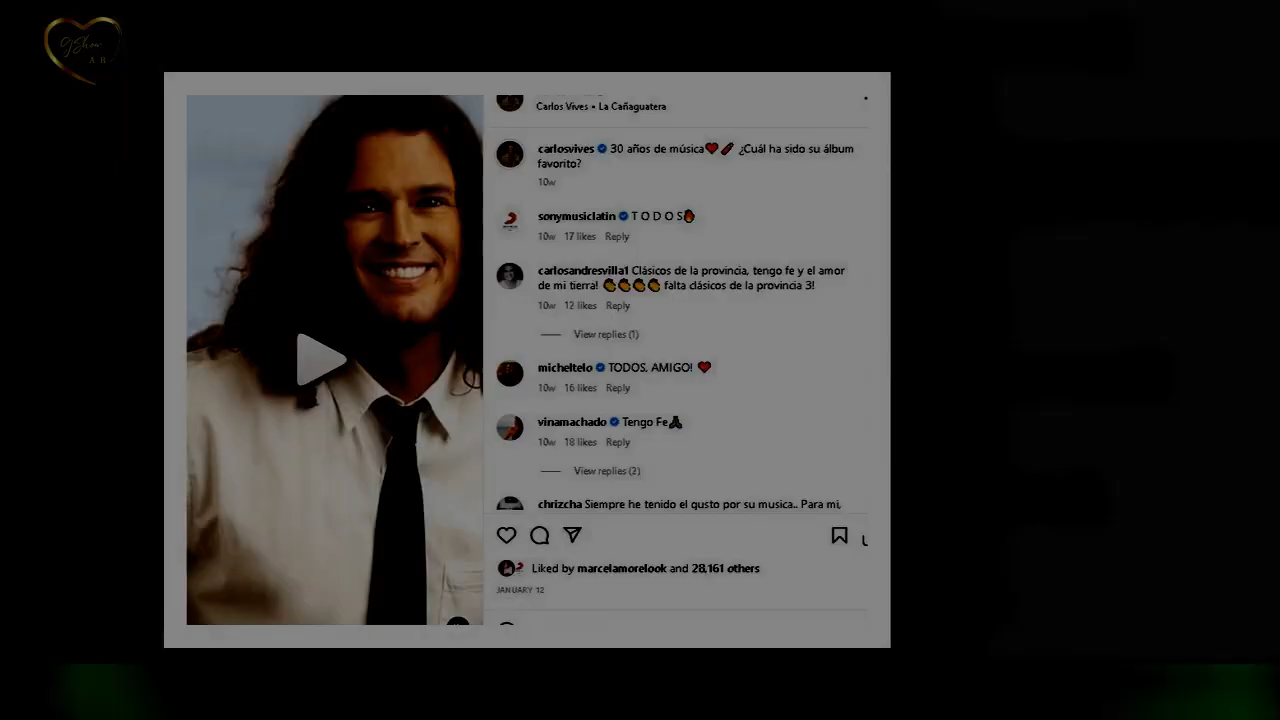 Carlos Vives • La Cañaguatera
carlosvives 30 años de música❤️🪗 ¿Cuál ha sido su álbum
favorito?
10w
sonymusiclatin T O D O S🔥
10w 17 likes Reply
carlosandresvilla1 Clásicos de la provincia, tengo fe y el amor
de mi tierra! 👏👏👏👏 falta clásicos de la provincia 3!
10w 12 likes Reply
View replies (1)
micheltelo TODOS, AMIGO! ❤️
10w 16 likes Reply
vinamachado Tengo Fe🙏🏿
10w 18 likes Reply
View replies (2)
chrizcha Siempre he tenido el gusto por su musica.. Para mi,
Liked by marcelamorelook and 28,161 others
JANUARY 12